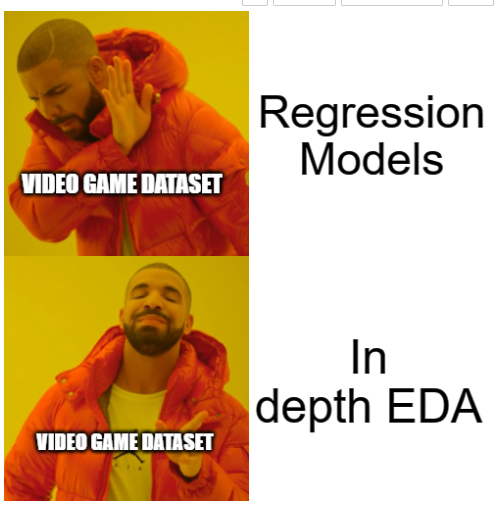 Regression
Models
VIDEO GAME DATASET
In
depth EDA
VIDEO GAME DATASET